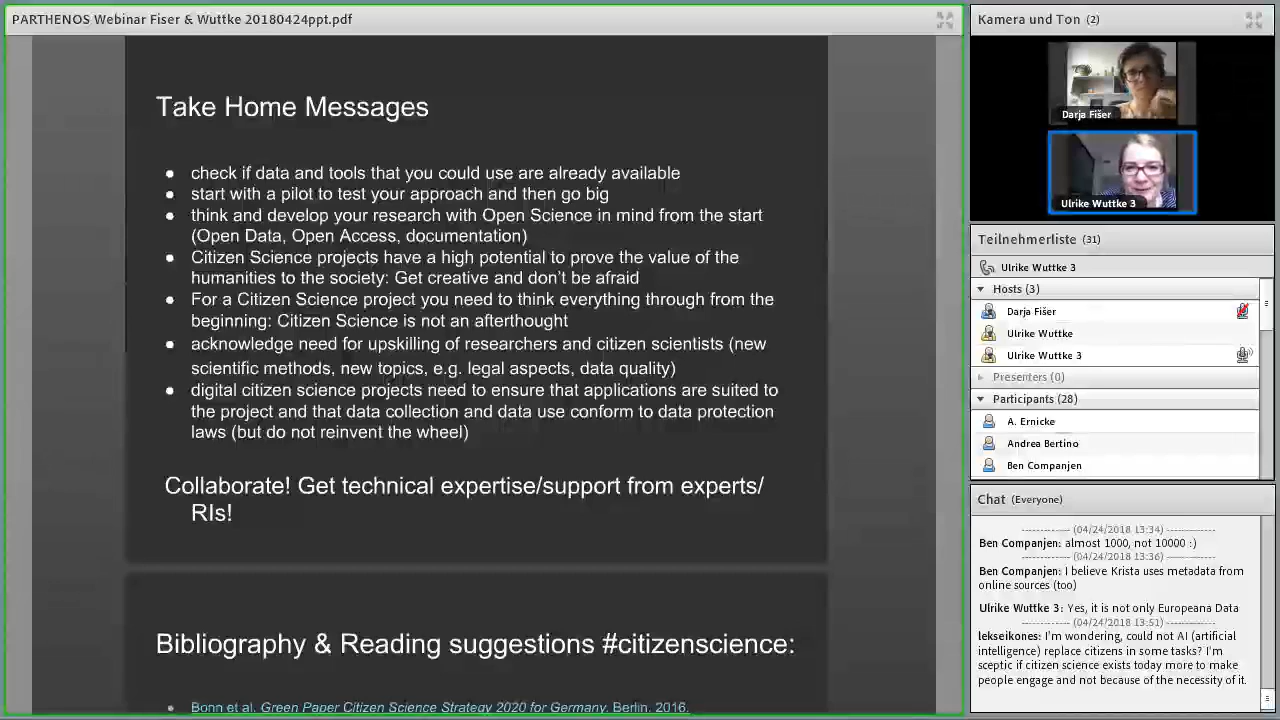 PARTHENOS Webinar Fiser & Wuttke 20180424ppt.pdf
Take Home Messages
● check if data and tools that you could use are already available
● start with a pilot to test your approach and then go big
● think and develop your research with Open Science in mind from the start
(Open Data, Open Access, documentation)
● Citizen Science projects have a high potential to prove the value of the
humanities to the society: Get creative and don’t be afraid
● For a Citizen Science project you need to think everything through from the
beginning: Citizen Science is not an afterthought
● acknowledge need for upskilling of researchers and citizen scientists (new
scientific methods, new topics, e.g. legal aspects, data quality)
● digital citizen science projects need to ensure that applications are suited to
the project and that data collection and data use conform to data protection
laws (but do not reinvent the wheel)
Collaborate! Get technical expertise/support from experts/
RIs!
Bibliography & Reading suggestions #citizenscience:
● Bonn et al. Green Paper Citizen Science Strategy 2020 for Germany. Berlin. 2016.
Kamera und Ton (2)
Darja Fišer
Ulrike Wuttke 3
Teilnehmerliste (31)
Ulrike Wuttke 3
Hosts (3)
Darja Fišer
Ulrike Wuttke
Ulrike Wuttke 3
Presenters (0)
Participants (28)
A. Ernicke
Andrea Bertino
Ben Companjen
Chat (Everyone)
------------ (04/24/2018 13:34) ------------
Ben Companjen: almost 1000, not 10000 :)
------------ (04/24/2018 13:36) ------------
Ben Companjen: I believe Krista uses metadata from
online sources (too)
Ulrike Wuttke 3: Yes, it is not only Europeana Data
------------ (04/24/2018 13:51) ------------
lekseikones: I'm wondering, could not AI (artificial
intelligence) replace citizens in some tasks? I'm
sceptic if citizen science exists today more to make
people engage and not because of the necessity of it.